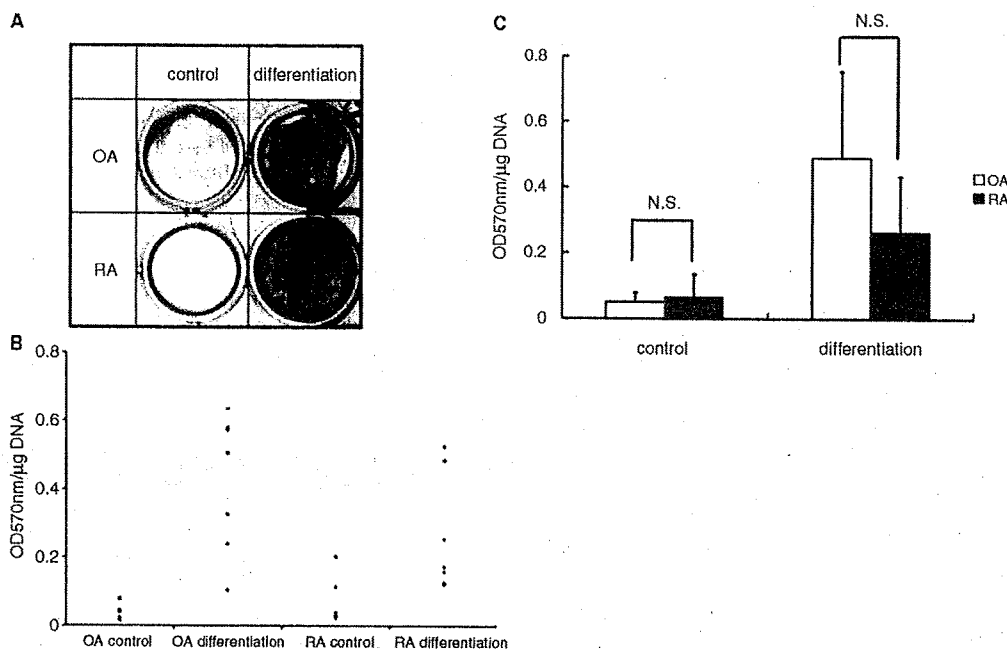 A
control differentiation
OA
RA
B
0.8
0.6
0.4
0.2
0
OD570nm/µg DNA
OA control OA differentiation RA control RA differentiation
C
N.S.
0.8
0.6
0.4
0.2
0
OD570nm/µg DNA
N.S.
OA
RA
control differentiation